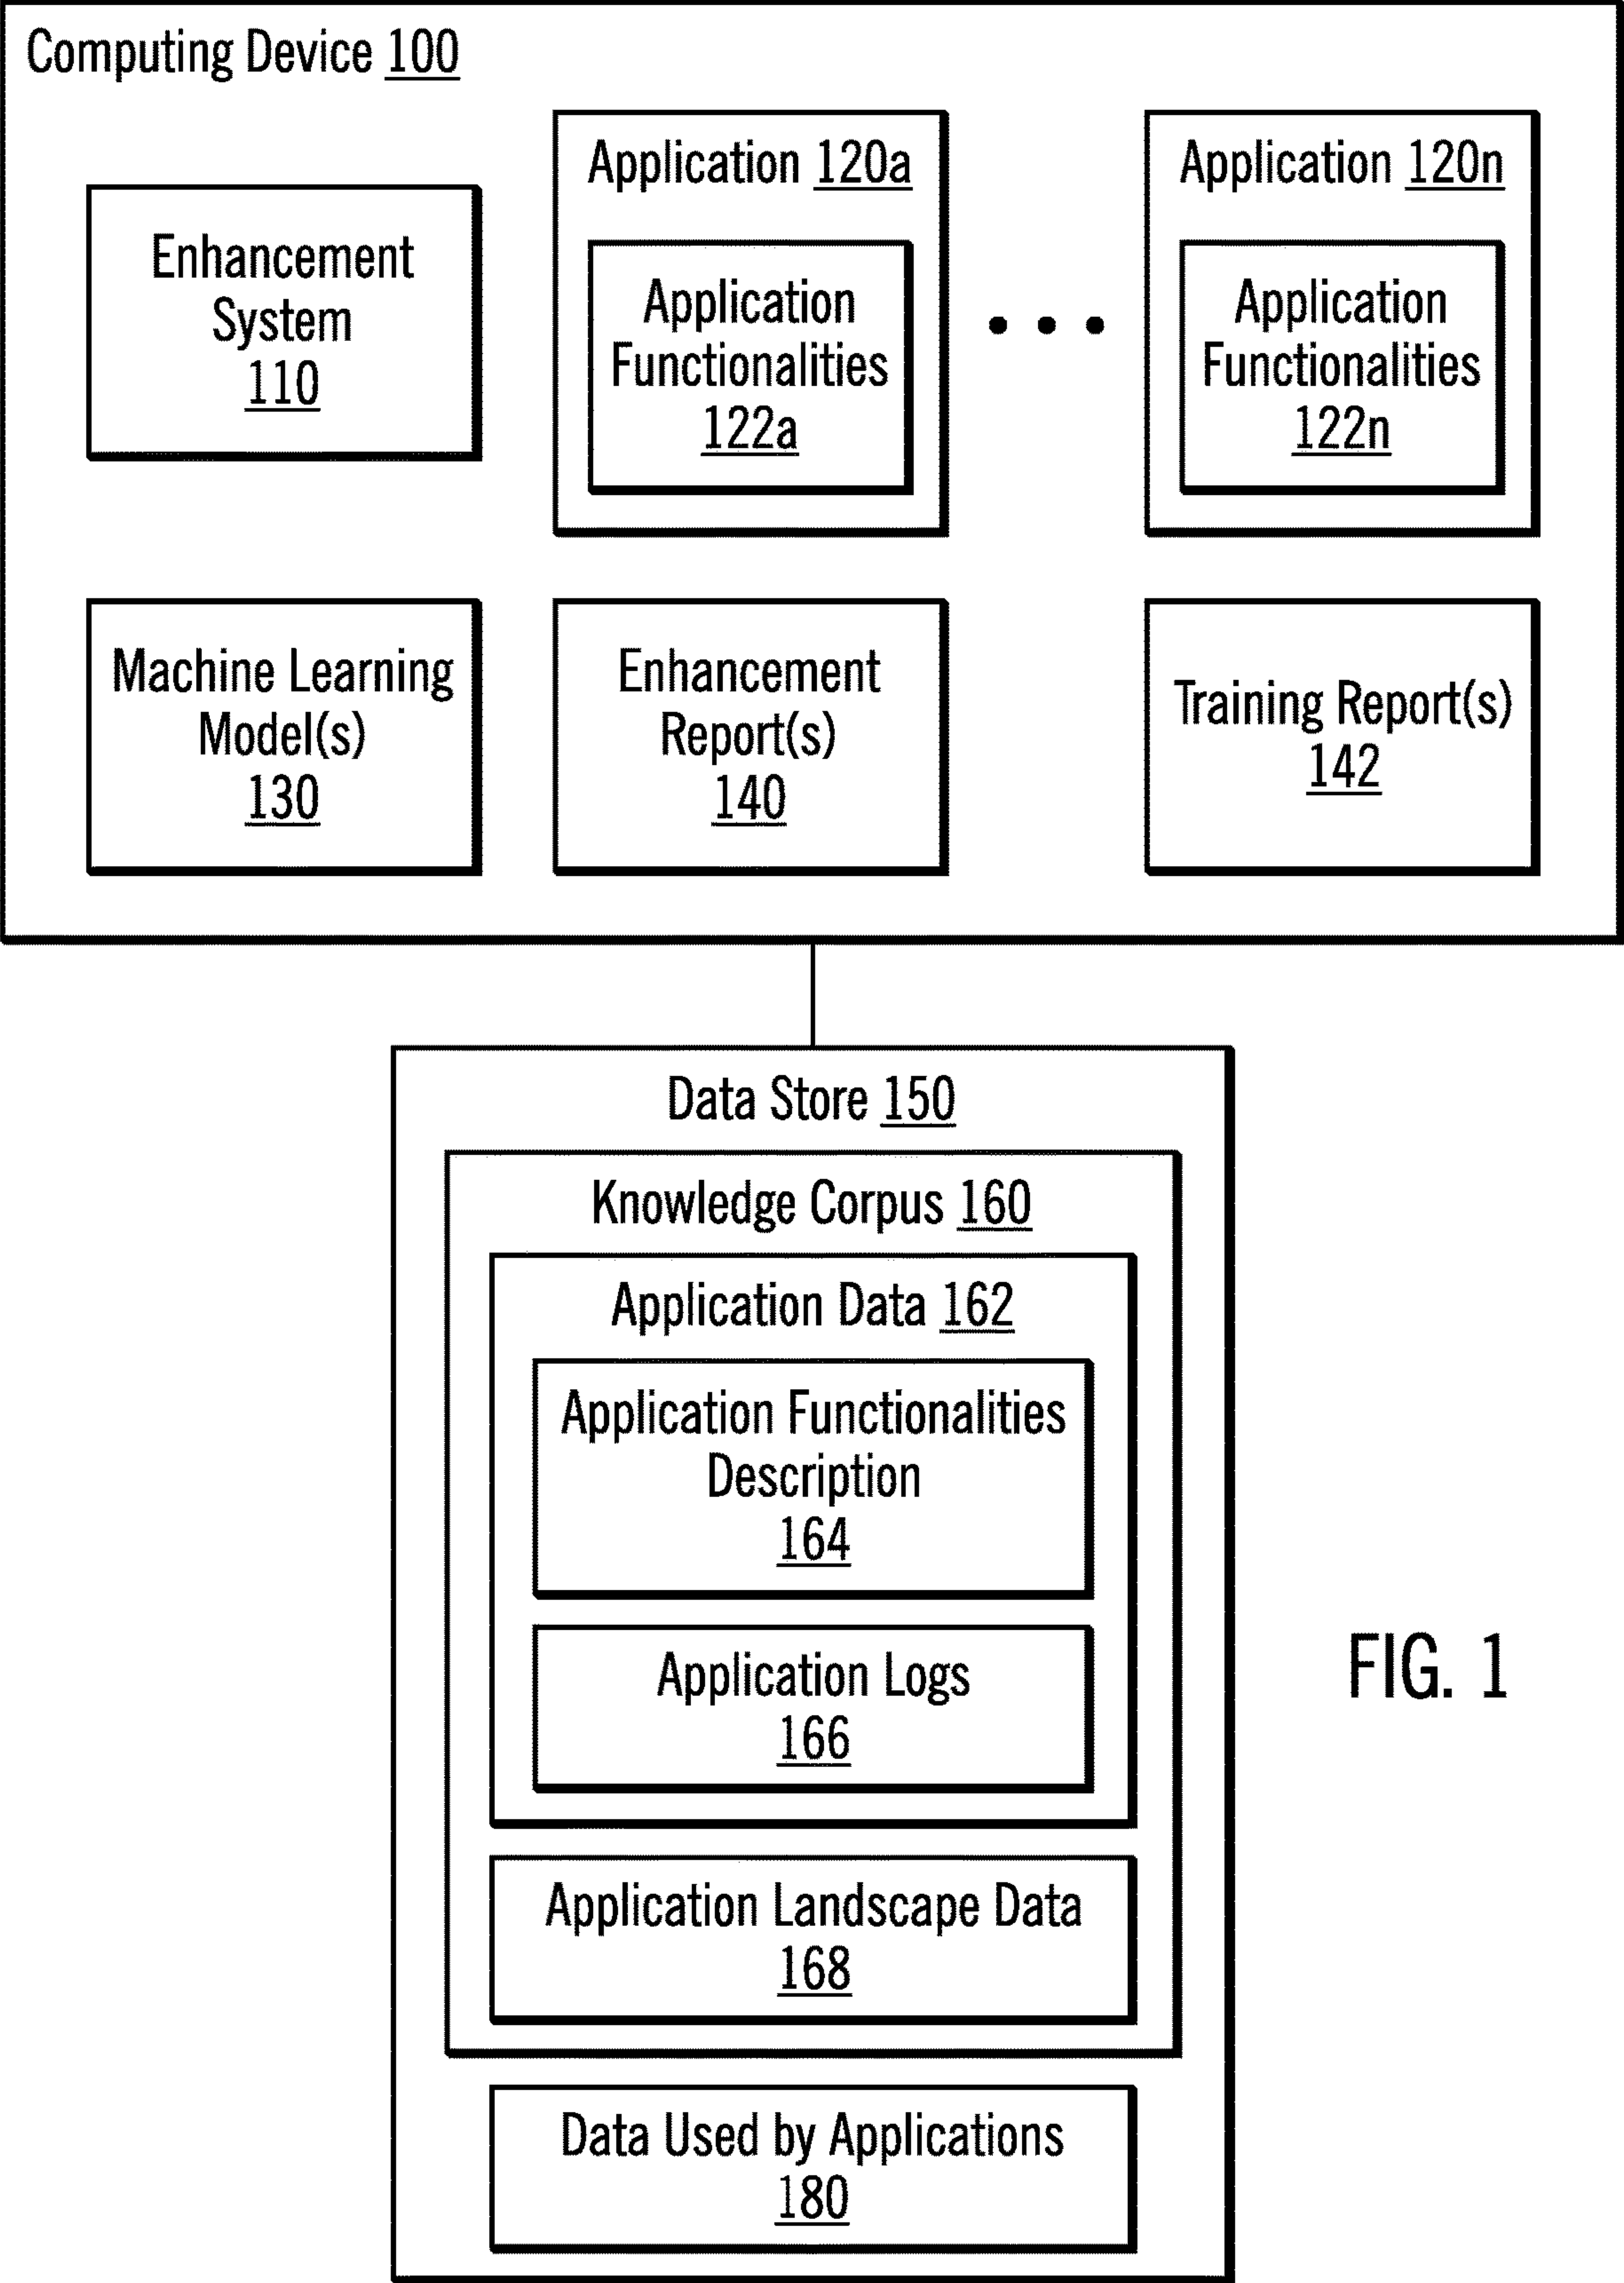 Computing Device 100
Enhancement
System
110
Application 120a
Application
Functionalities
122a
Application 120n
Application
Functionalities
122n
Machine Learning
Model(s)
130
Enhancement
Report(s)
140
Training Report(s)
142
Data Store 150
Knowledge Corpus 160
Application Data 162
Application Functionalities
Description
164
Application Logs
166
Application Landscape Data
168
Data Used by Applications
180
FIG. 1